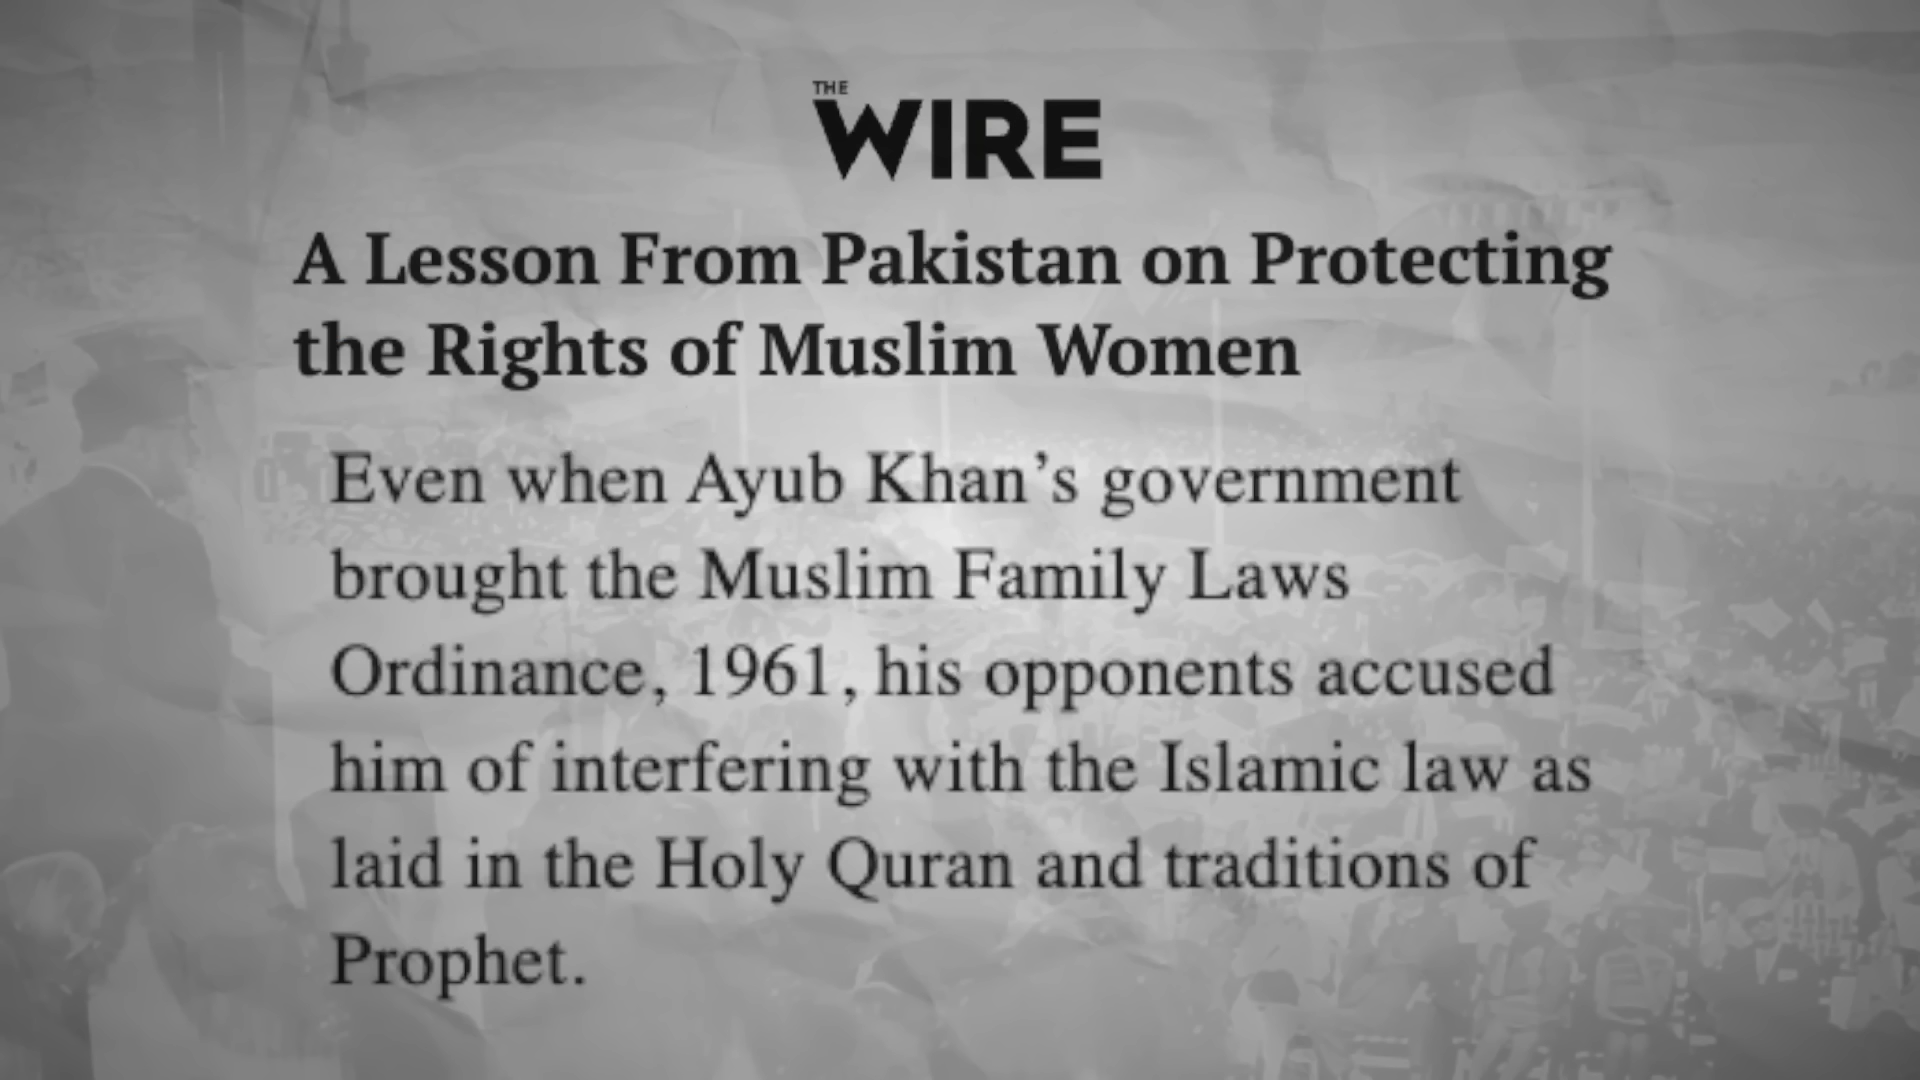 THE
WIRE
A Lesson From Pakistan on Protecting
the Rights of Muslim Women
Even when Ayub Khan’s government
brought the Muslim Family Laws
Ordinance, 1961, his opponents accused
him of interfering with the Islamic law as
laid in the Holy Quran and traditions of
Prophet.